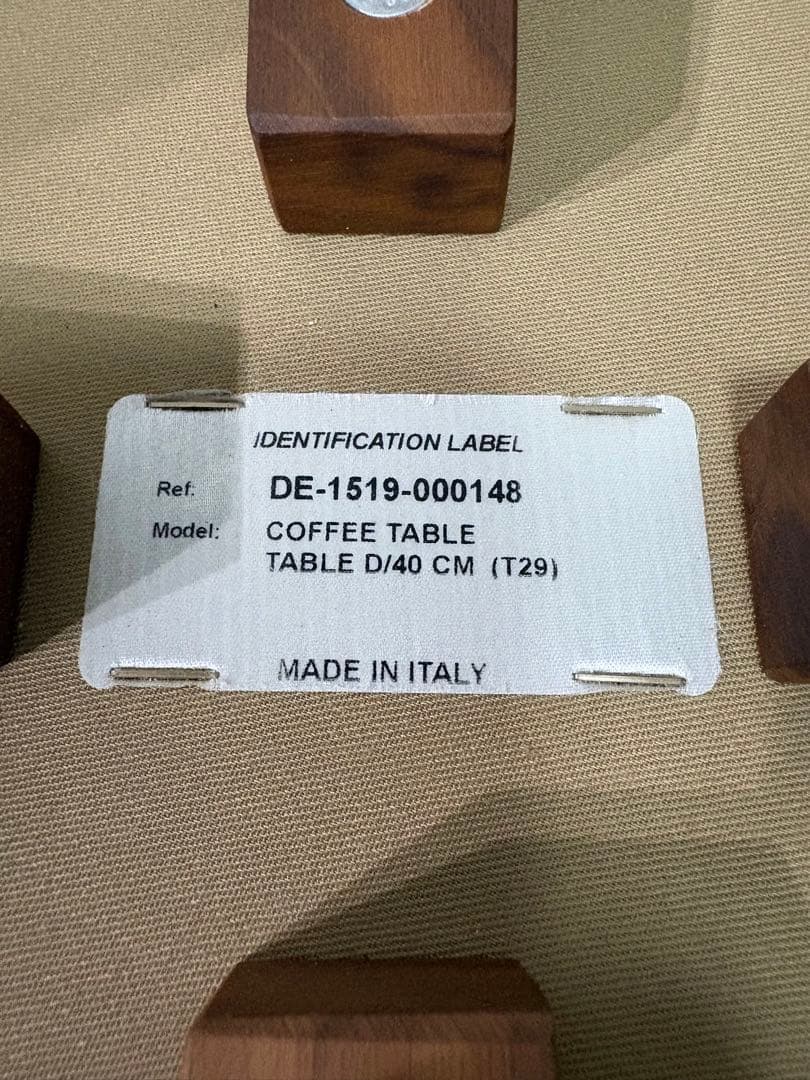 IDENTIFICATION LABEL
Ref: DE-1519-000148
Model: COFFEE TABLE
TABLE D/40 CM (T29)
MADE IN ITALY